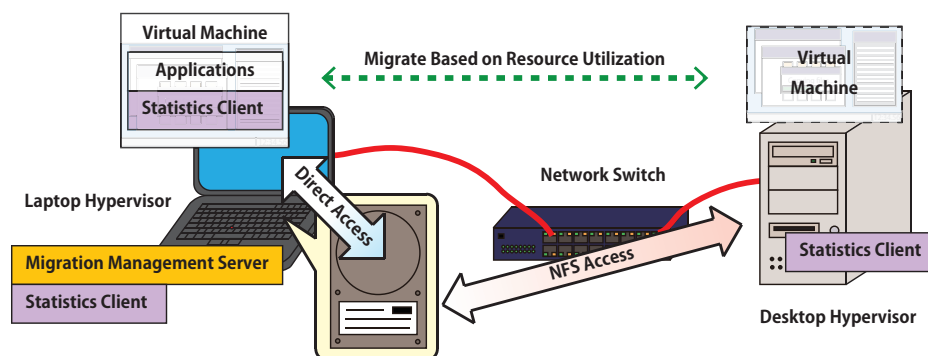 Virtual Machine
Applications
Statistics Client
Migrate Based on Resource Utilization
Virtual
Machine
Laptop Hypervisor
Direct Access
Network Switch
NFS Access
Migration Management Server
Statistics Client
Statistics Client
Desktop Hypervisor